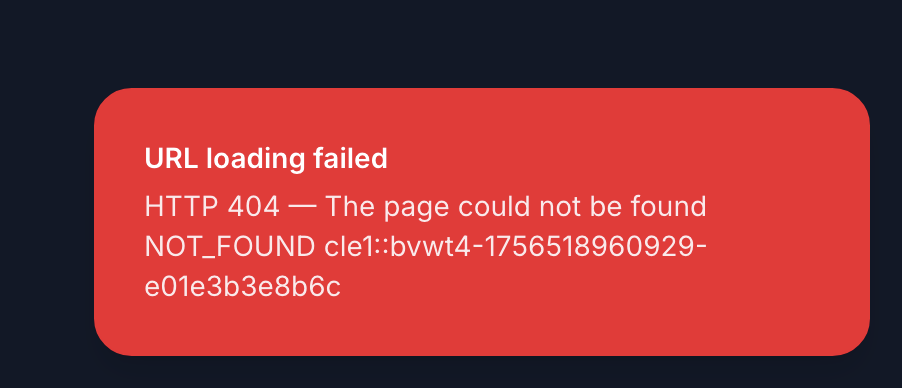 URL loading failed
HTTP 404 — The page could not be found
NOT_FOUND cle1::bvwt4-1756518960929-
e01e3b3e8b6c